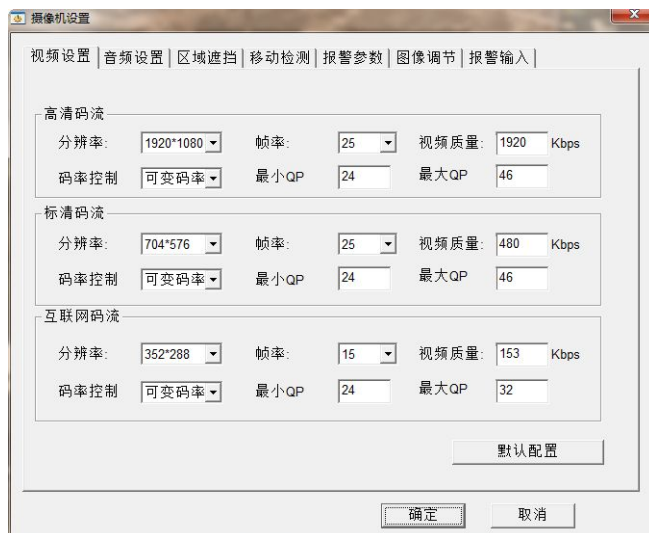 摄像机设置
视频设置 音频设置 区域遮挡 移动检测 报警参数 图像调节 报警输入
高清码流
分辨率: 1920*1080 帧率: 25 视频质量: 1920 Kbps
码率控制 可变码率 最小QP 24 最大QP 46
标清码流
分辨率: 704*576 帧率: 25 视频质量: 480 Kbps
码率控制 可变码率 最小QP 24 最大QP 46
互联网码流
分辨率: 352*288 帧率: 15 视频质量: 153 Kbps
码率控制 可变码率 最小QP 24 最大QP 32
默认配置
确定 取消